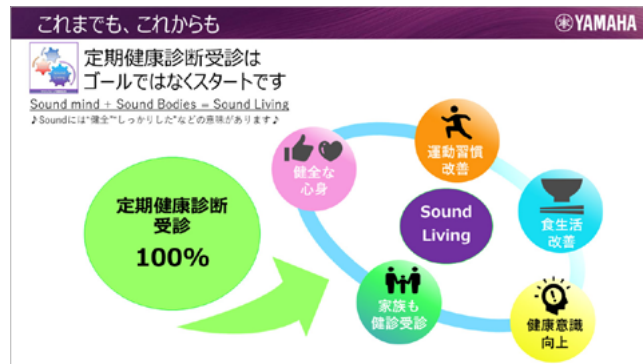 これまでも、これからも
YAMAHA
定期健康診断受診は
ゴールではなくスタートです
Sound mind + Sound Bodies = Sound Living
♪Soundには“健全”“しっかりした”などの意味があります♪
定期健康診断
受診
100%
健全な
心身
運動習慣
改善
食生活
改善
健康意識
向上
家族も
健診受診
Sound
Living